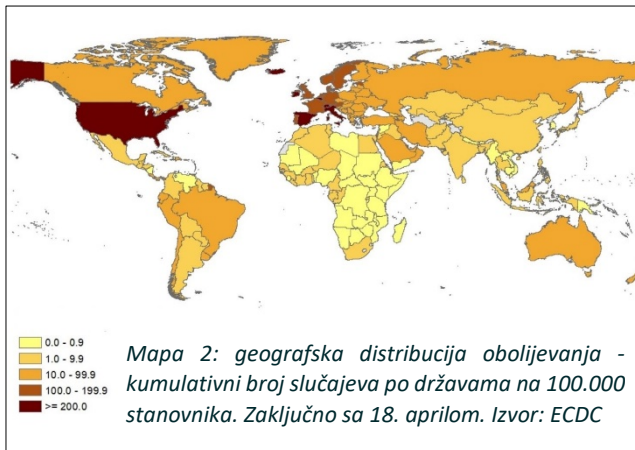 0.0 - 0.9
1.0 - 9.9
10.0 - 99.9
100.0 - 199.9
>= 200.0
Mapa 2: geografska distribucija obolijevanja -
kumulativni broj slučajeva po državama na 100.000
stanovnika. Zaključno sa 18. aprilom. Izvor: ECDC